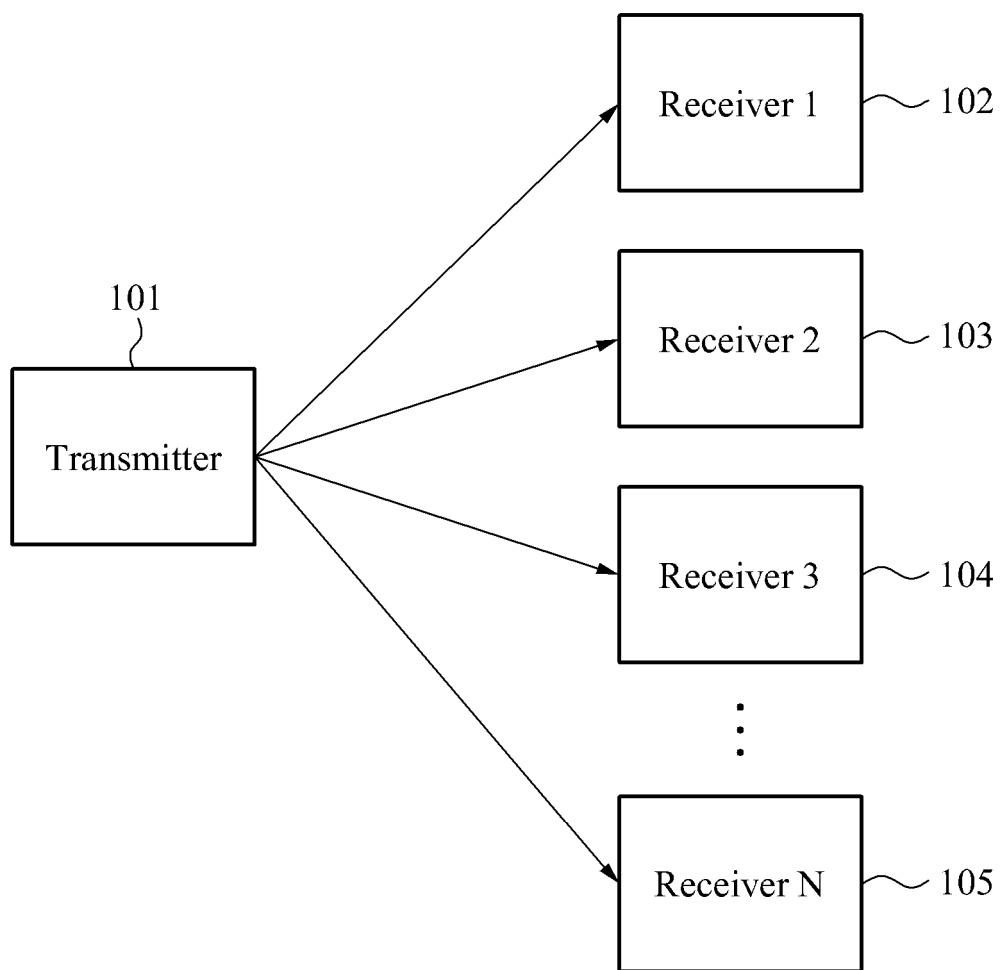 Receiver 1
102
Receiver 2
103
101
Transmitter
Receiver 3
104
Receiver N
105